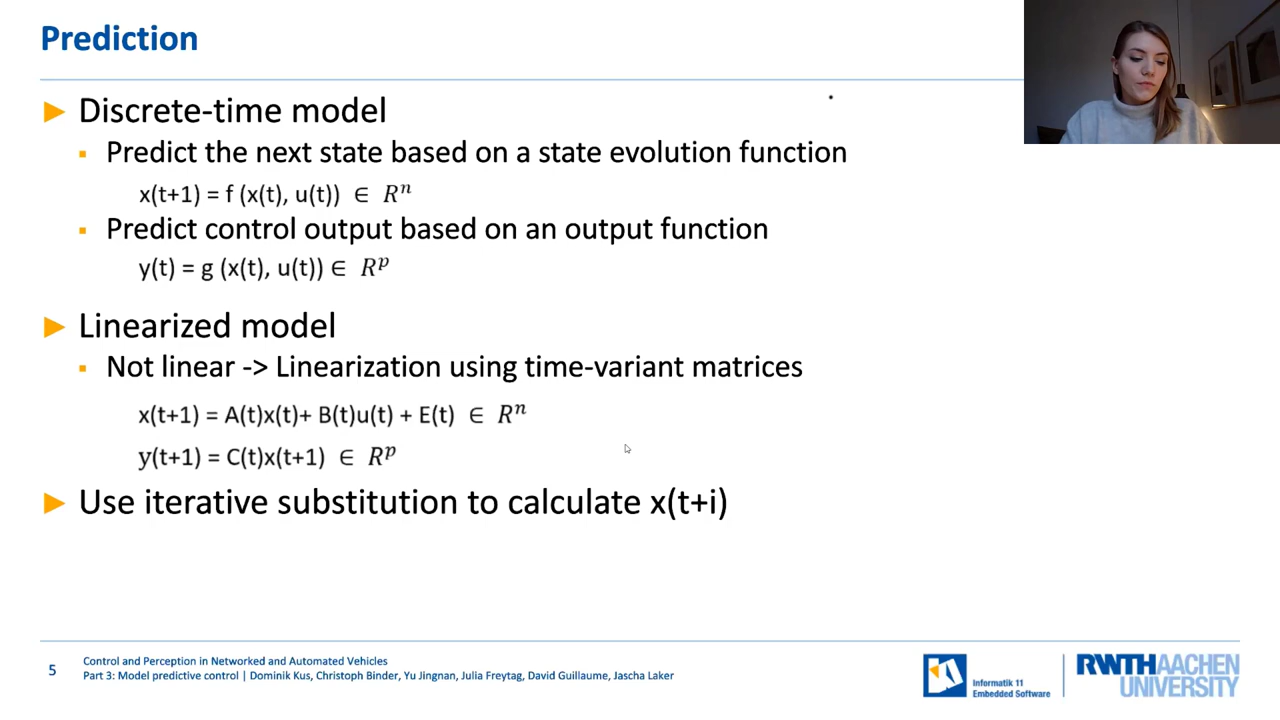 Prediction
Discrete-time model
Predict the next state based on a state evolution function
x(t+1) = f (x(t), u(t)) ∈ Rⁿ
Predict control output based on an output function
y(t) = g (x(t), u(t)) ∈ Rᵖ
Linearized model
Not linear -> Linearization using time-variant matrices
x(t+1) = A(t)x(t)+ B(t)u(t) + E(t) ∈ Rⁿ
y(t+1) = C(t)x(t+1) ∈ Rᵖ
Use iterative substitution to calculate x(t+i)
5
Control and Perception in Networked and Automated Vehicles
Part 3: Model predictive control | Dominik Kus, Christoph Binder, Yu Jingnan, Julia Freytag, David Guillaume, Jascha Laker
Informatik 11
Embedded Software
RWTHAACHEN
UNIVERSITY